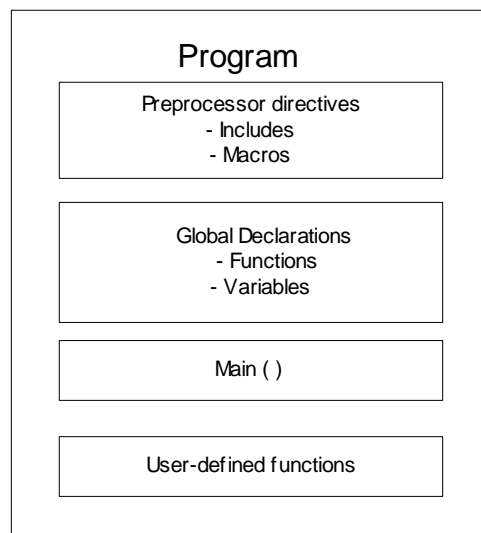 Program
Preprocessor directives
- Includes
- Macros
Global Declarations
- Functions
- Variables
Main ( )
User-defined functions